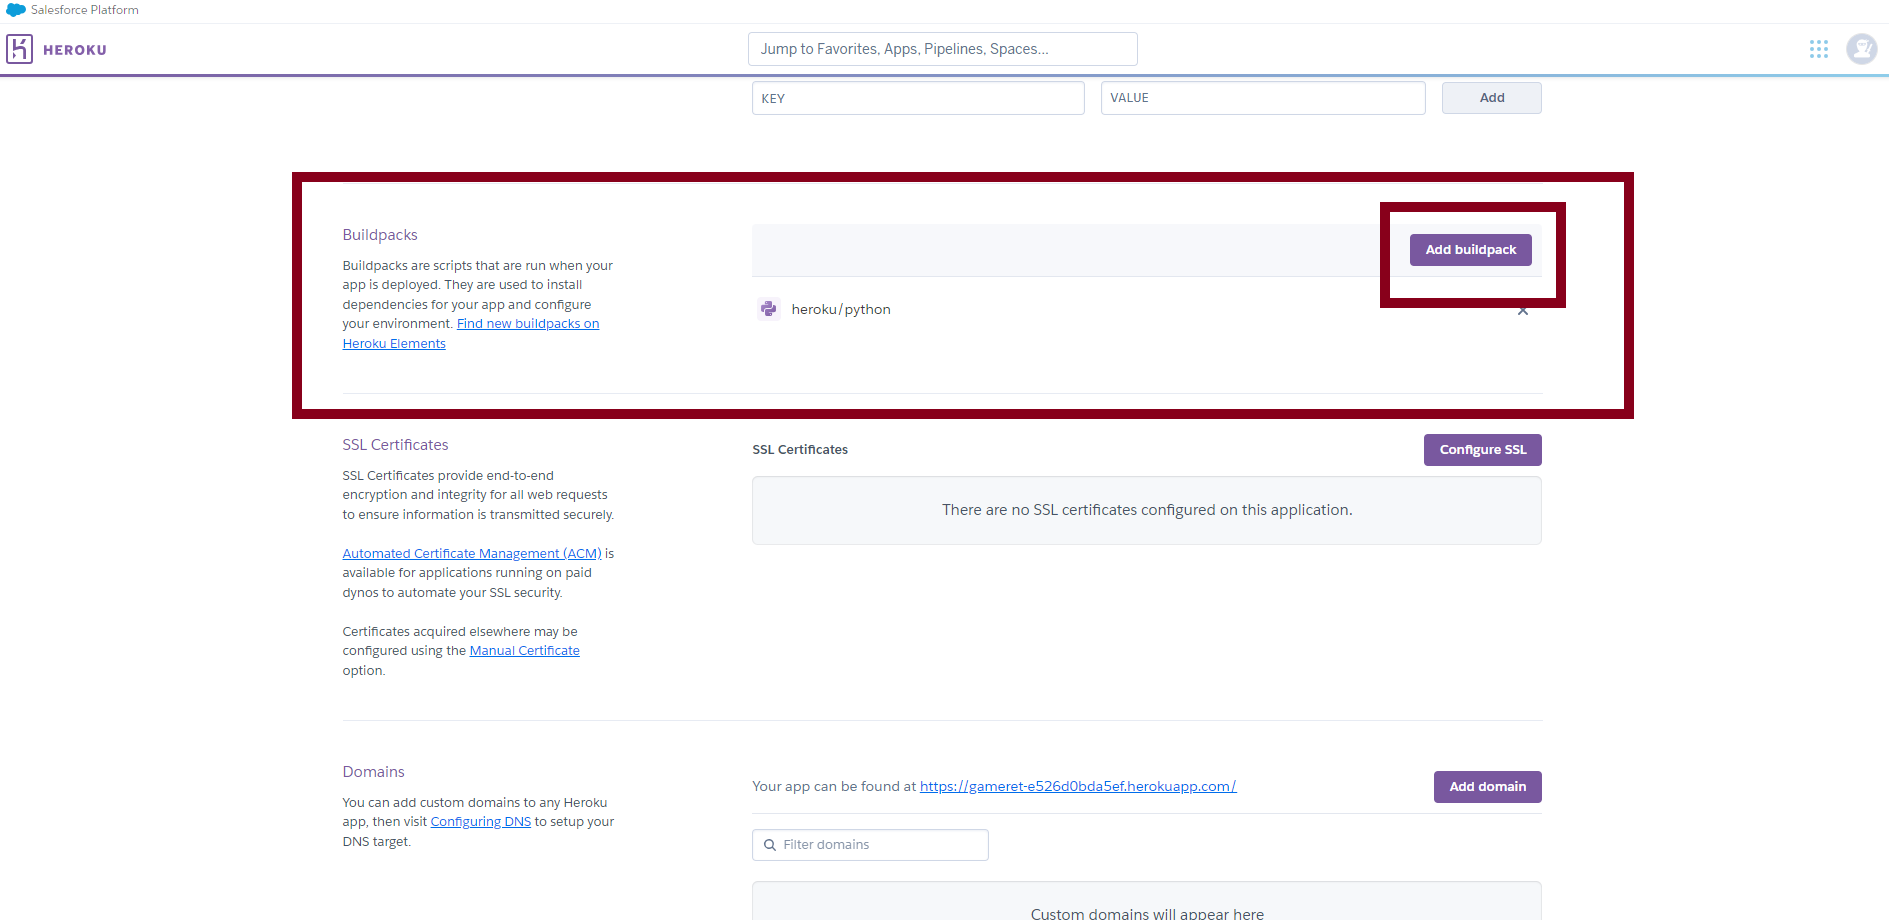 Salesforce Platform
HEROKU
Jump to Favorites, Apps, Pipelines, Spaces...
KEY
VALUE
Add
Buildpacks
Buildpacks are scripts that are run when your
app is deployed. They are used to install
dependencies for your app and configure
your environment. Find new buildpacks on
Heroku Elements
Add buildpack
heroku/python
SSL Certificates
SSL Certificates provide end-to-end
encryption and integrity for all web requests
to ensure information is transmitted securely.
Automated Certificate Management (ACM) is
available for applications running on paid
dynos to automate your SSL security.
Certificates acquired elsewhere may be
configured using the Manual Certificate
option.
SSL Certificates
Configure SSL
There are no SSL certificates configured on this application.
Domains
You can add custom domains to any Heroku
app, then visit Configuring DNS to setup your
DNS target.
Your app can be found at https://gameret-e526d0bda5ef.herokuapp.com/
Add domain
Filter domains
Custom domains will appear here